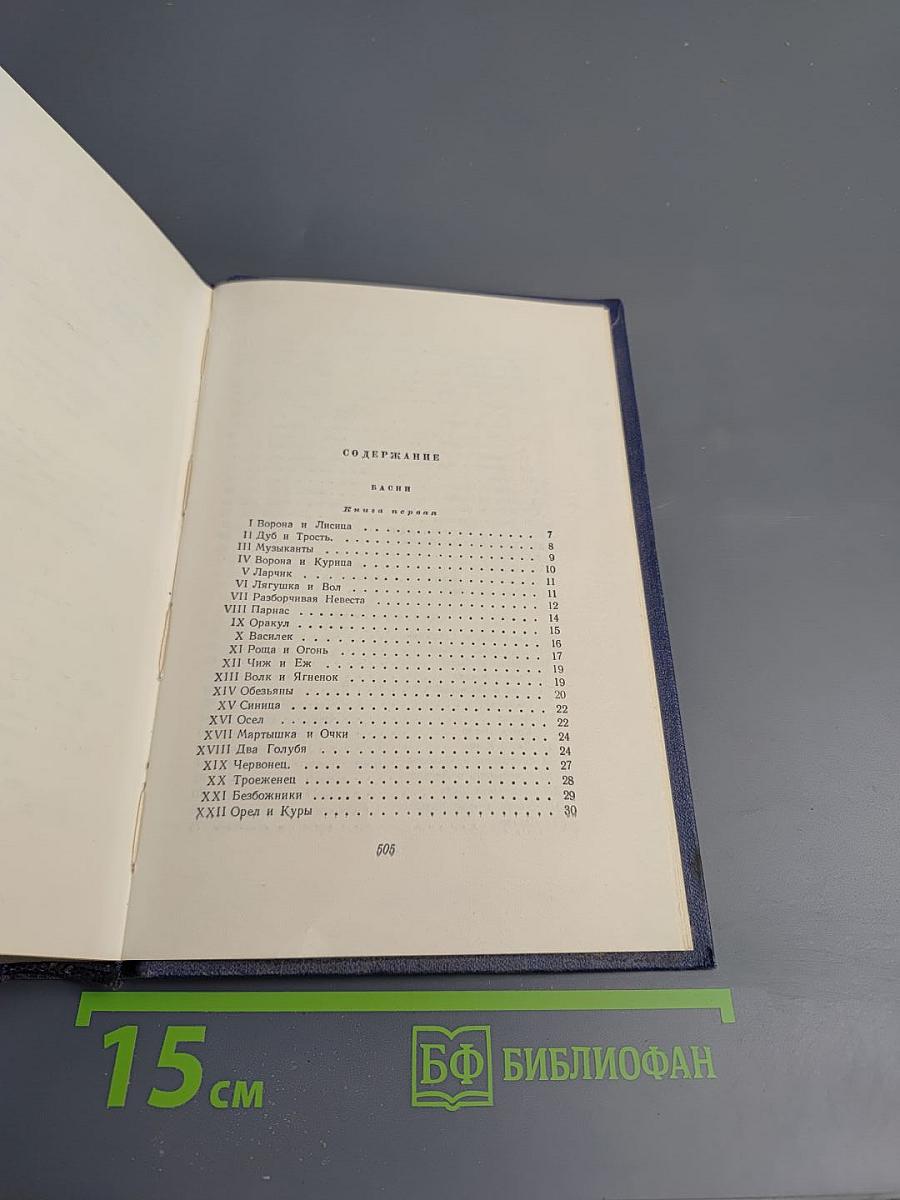 СОДЕРЖАНИЕ
БАСНИ
Книга первая
I Ворона и Лисица . . . . . . . . . . . . . . . . . 7
II Дуб и Трость. . . . . . . . . . . . . . . . . . . 8
III Музыканты . . . . . . . . . . . . . . . . . . . . 9
IV Ворона и Курица . . . . . . . . . . . . . . . . . 10
V Ларчик . . . . . . . . . . . . . . . . . . . . . . 11
VI Лягушка и Вол . . . . . . . . . . . . . . . . . . 11
VII Разборчивая Невеста . . . . . . . . . . . . . . . 12
VIII Парнас . . . . . . . . . . . . . . . . . . . . . 14
IX Оракул . . . . . . . . . . . . . . . . . . . . . . 15
X Василек . . . . . . . . . . . . . . . . . . . . . 16
XI Роща и Огонь . . . . . . . . . . . . . . . . . . 17
XII Чиж и Еж . . . . . . . . . . . . . . . . . . . . 19
XIII Волк и Ягненок . . . . . . . . . . . . . . . . . 19
XIV Обезьяны . . . . . . . . . . . . . . . . . . . . 20
XV Синица . . . . . . . . . . . . . . . . . . . . . . 22
XVI Осел . . . . . . . . . . . . . . . . . . . . . . 22
XVII Мартышка и Очки . . . . . . . . . . . . . . . . 24
XVIII Два Голубя . . . . . . . . . . . . . . . . . . 24
XIX Червонец. . . . . . . . . . . . . . . . . . . . 27
XX Троеженец . . . . . . . . . . . . . . . . . . . . 28
XXI Безбожники . . . . . . . . . . . . . . . . . . . 29
XXII Орел и Куры . . . . . . . . . . . . . . . . . . 30
505
15 см
БФ БИБЛИОФАН